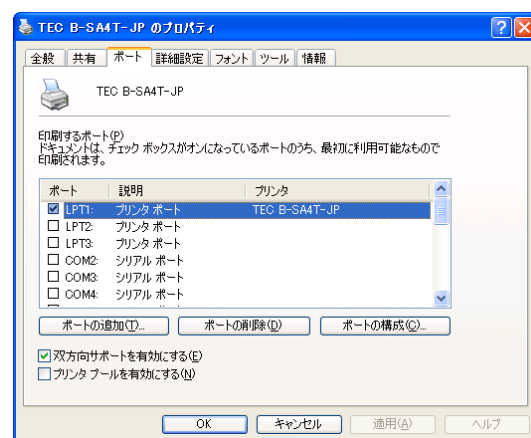 TEC B-SA4T-JP のプロパティ
全般 共有 ポート 詳細設定 フォント ツール 情報
TEC B-SA4T-JP
印刷するポート(P)
ドキュメントは、チェック ボックスがオンになっているポートのうち、最初に利用可能なもので
印刷されます。
ポート 説明 プリンタ
LPT1: プリンタ ポート TEC B-SA4T-JP
LPT2: プリンタ ポート
LPT3: プリンタ ポート
COM2: シリアル ポート
COM3: シリアル ポート
COM4: シリアル ポート
ポートの追加(T)... ポートの削除(D) ポートの構成(C)...
双方向サポートを有効にする(E)
プリンタ プールを有効にする(N)
OK キャンセル 適用(A) ヘルプ